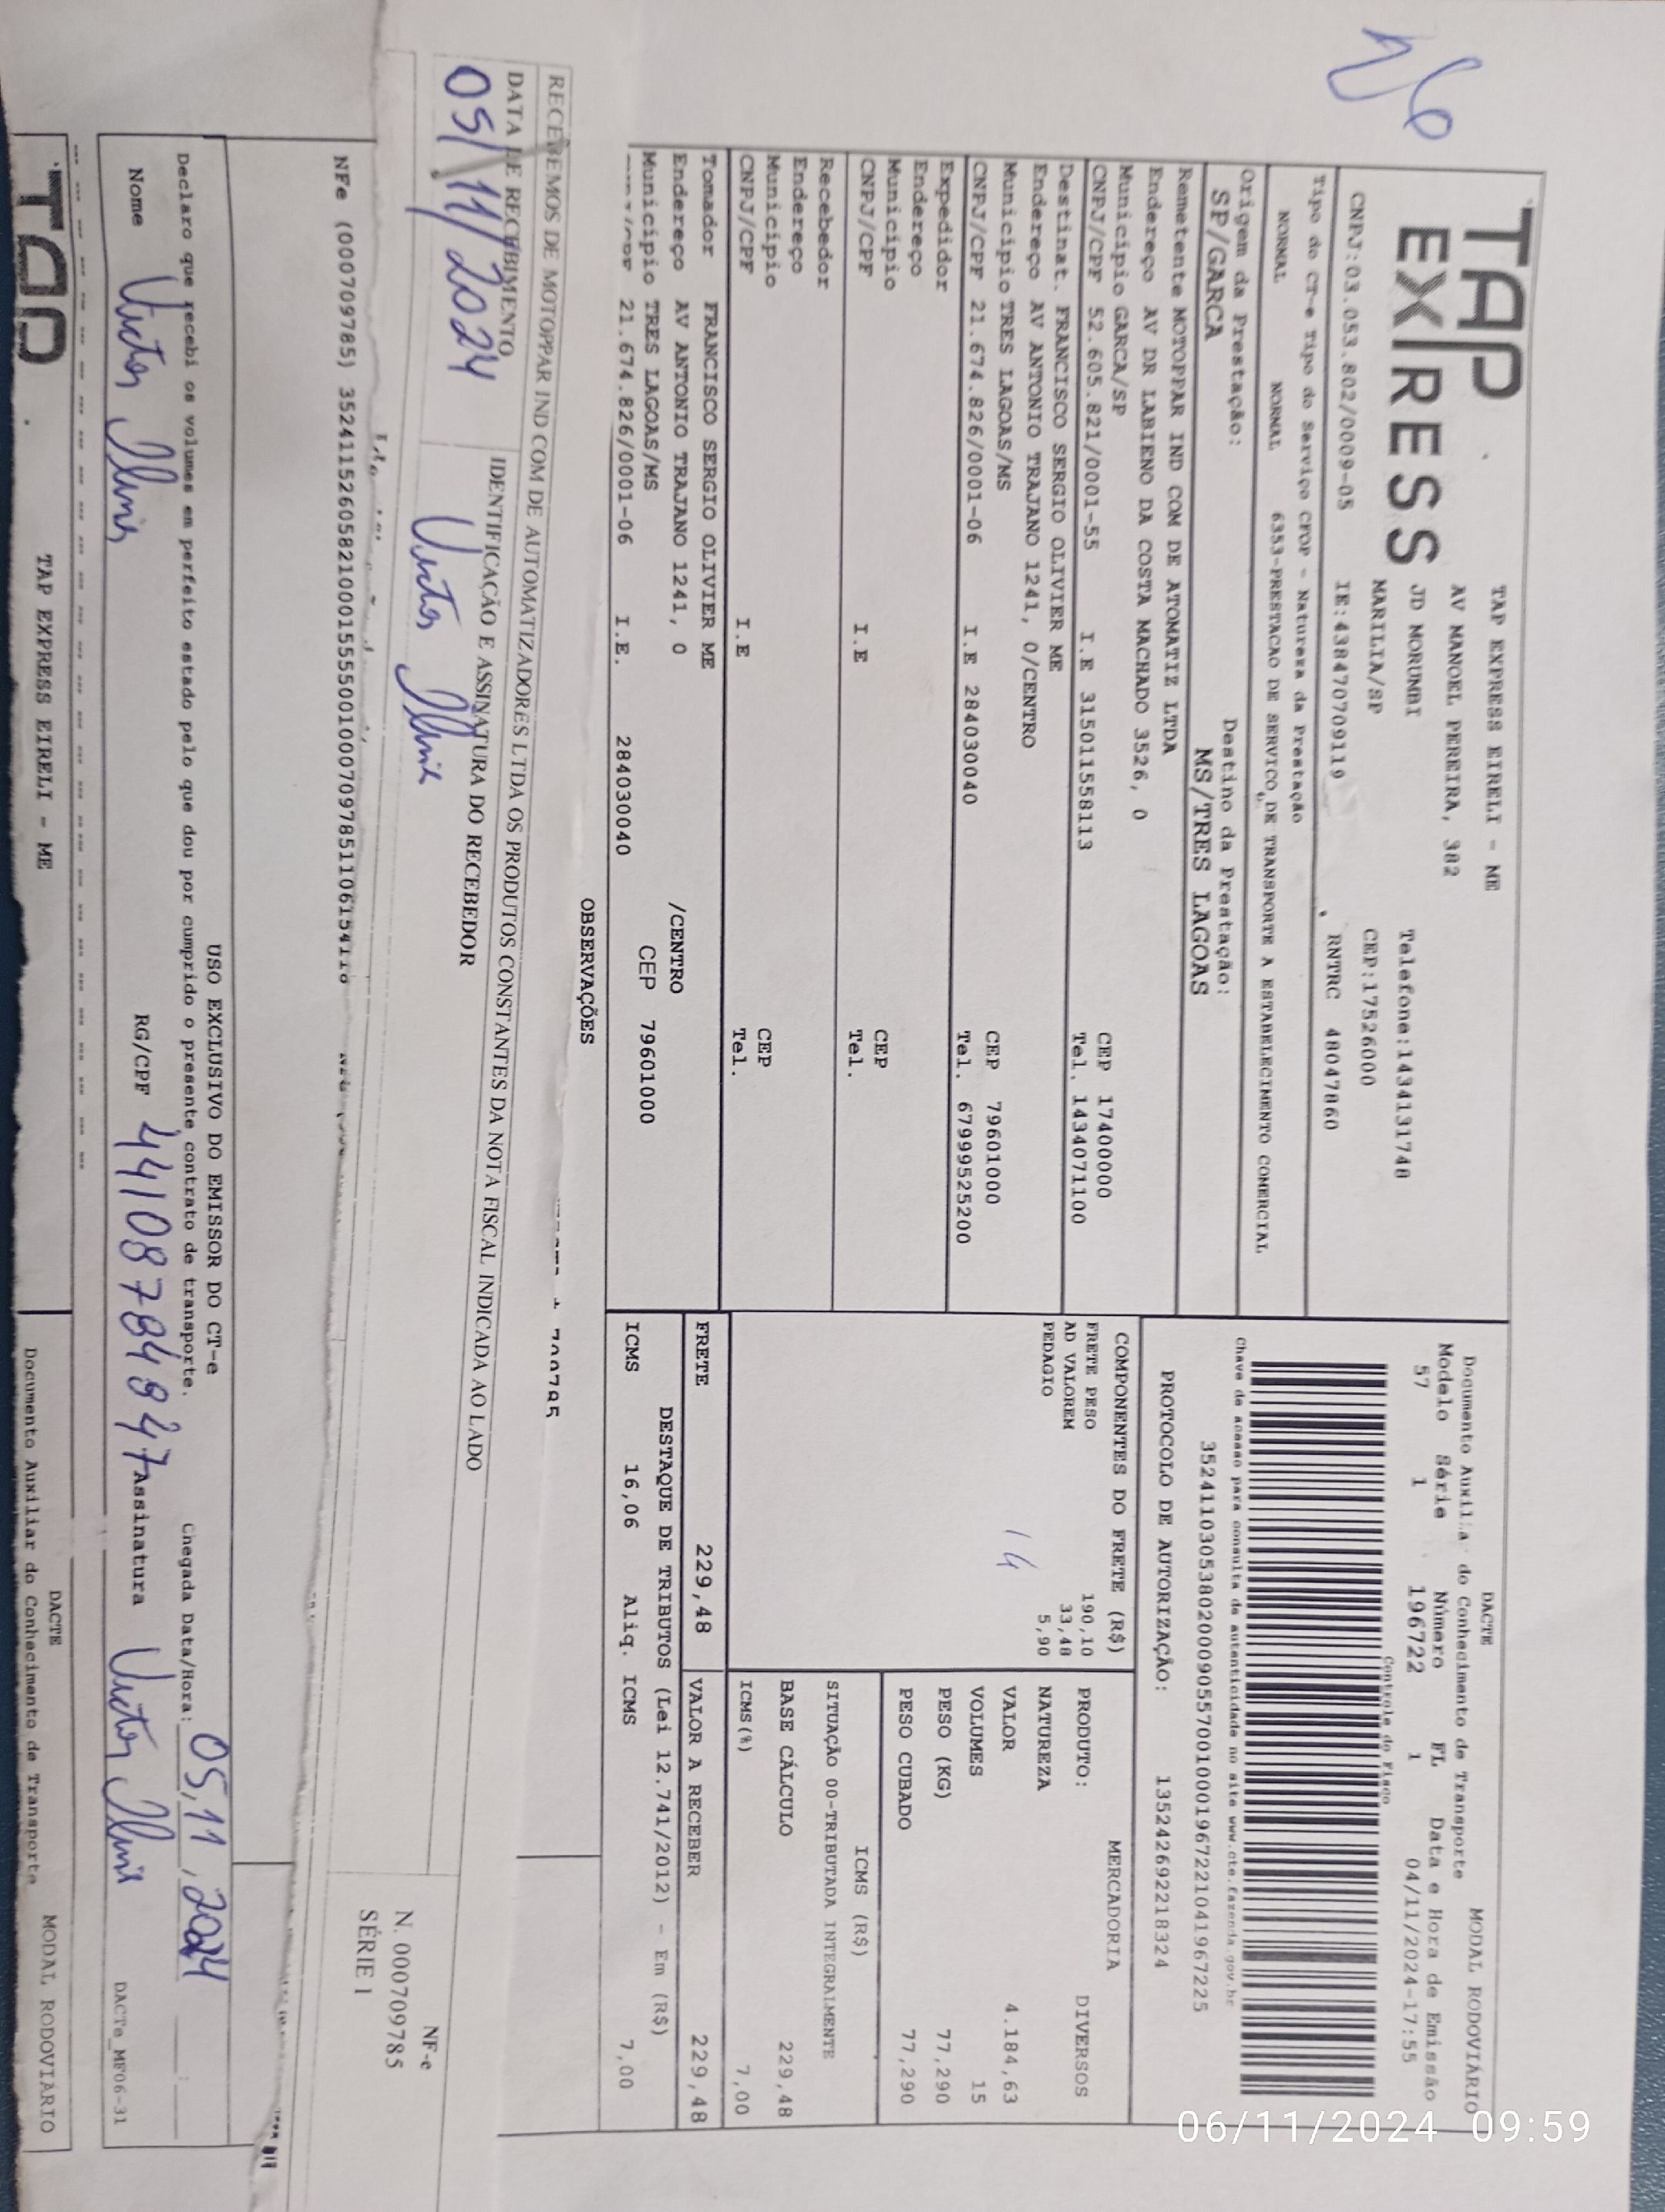 TAP
EXPRESS
TAP EXPRESS EIRELI - ME
AV MANOEL PEREIRA, 382
JD MORUMBI
Telefone:1434131748
MARILIA/SP
CEP:17526000
CNPJ:03.053.802/0009-05
IE:438470709119
RNTRC 48047860
Tipo do CT-e Tipo do Serviço CFOP - Natureza da Prestação
NORMAL NORMAL 6353-PRESTACAO DE SERVICO DE TRANSPORTE A ESTABELECIMENTO COMERCIAL
Origem da Prestação: Destino da Prestação:
SP/GARCA MS/TRES LAGOAS
Remetente MOTOPPAR IND COM DE ATOMATIZ LTDA
Endereço AV DR LABIENO DA COSTA MACHADO 3526, 0
Município GARCA/SP CEP 17400000
CNPJ/CPF 52.605.821/0001-55 I.E 315011558113 Tel. 1434071100
Destinat. FRANCISCO SERGIO OLIVIER ME
Endereço AV ANTONIO TRAJANO 1241, 0/CENTRO
Município TRES LAGOAS/MS CEP 79601000
CNPJ/CPF 21.674.826/0001-06 I.E 284030040 Tel. 67999525200
Expedidor
Endereço
Município CEP
CNPJ/CPF I.E Tel.
Recebedor
Endereço
Município CEP
CNPJ/CPF I.E Tel.
Tomador FRANCISCO SERGIO OLIVIER ME
Endereço AV ANTONIO TRAJANO 1241, 0 /CENTRO
Município TRES LAGOAS/MS CEP 79601000
21.674.826/0001-06 I.E. 284030040
DACTE MODAL RODOVIÁRIO
Documento Auxiliar do Conhecimento de Transporte
Modelo Série Número FL Data e Hora de Emissão
57 1 196722 1 04/11/2024-17:55
Controle do Fisco
Chave de acesso para consulta de autenticidade no site www.cte.fazenda.gov.br
35241103053802000905570010001967221041967225
PROTOCOLO DE AUTORIZAÇÃO: 135242692218324
COMPONENTES DO FRETE (R$)
FRETE PESO 190,10
AD VALOREM 33,48
PEDAGIO 5,90
14
MERCADORIA
PRODUTO: DIVERSOS
NATUREZA
VALOR 4.184,63
VOLUMES 15
PESO (KG) 77,290
PESO CUBADO 77,290
ICMS (R$)
SITUAÇÃO 00-TRIBUTADA INTEGRALMENTE
BASE CÁLCULO 229,48
ICMS(%) 7,00
FRETE 229,48 VALOR A RECEBER 229,48
DESTAQUE DE TRIBUTOS (Lei 12.741/2012) - Em (R$)
ICMS 16,06 Aliq. ICMS 7,00
OBSERVAÇÕES
RECEBEMOS DE MOTOPPAR IND COM DE AUTOMATIZADORES LTDA OS PRODUTOS CONSTANTES DA NOTA FISCAL INDICADA AO LADO
DATA DE RECEBIMENTO IDENTIFICAÇÃO E ASSINATURA DO RECEBEDOR
05/11/2024
NF-e
N. 000709785
SÉRIE 1
NFe (000709785)
USO EXCLUSIVO DO EMISSOR DO CT-e
Declaro que recebi os volumes em perfeito estado pelo que dou por cumprido o presente contrato de transporte. Chegada Data/Hora: 05,11,2024
Nome Victor RG/CPF 44108784847 Assinatura Victor
DACTe_MF06-31
TAP
TAP EXPRESS EIRELI - ME
DACTE MODAL RODOVIÁRIO
Documento Auxiliar do Conhecimento de Transporte
06/11/2024 09:59